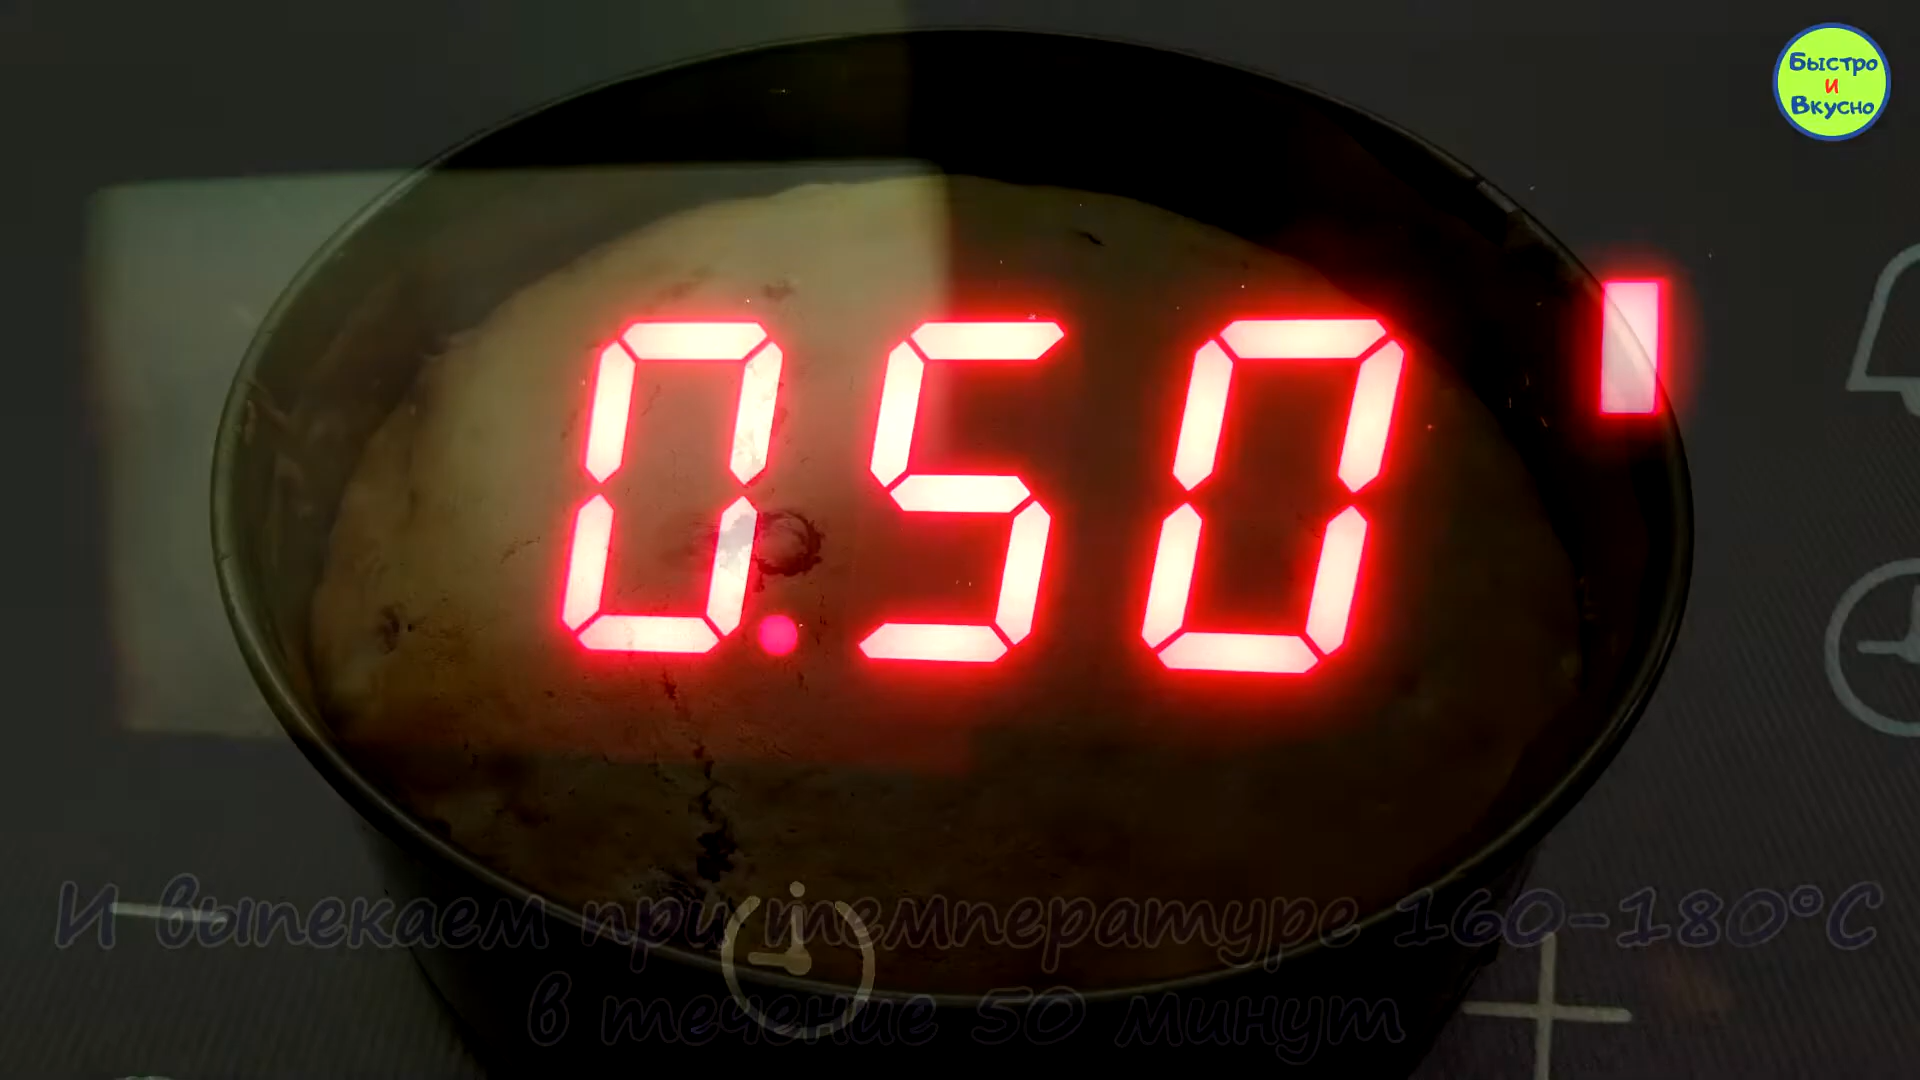 Быстро
и
Вкусно
0.50
И выпекаем при температуре 160-180°C
в течение 50 минут